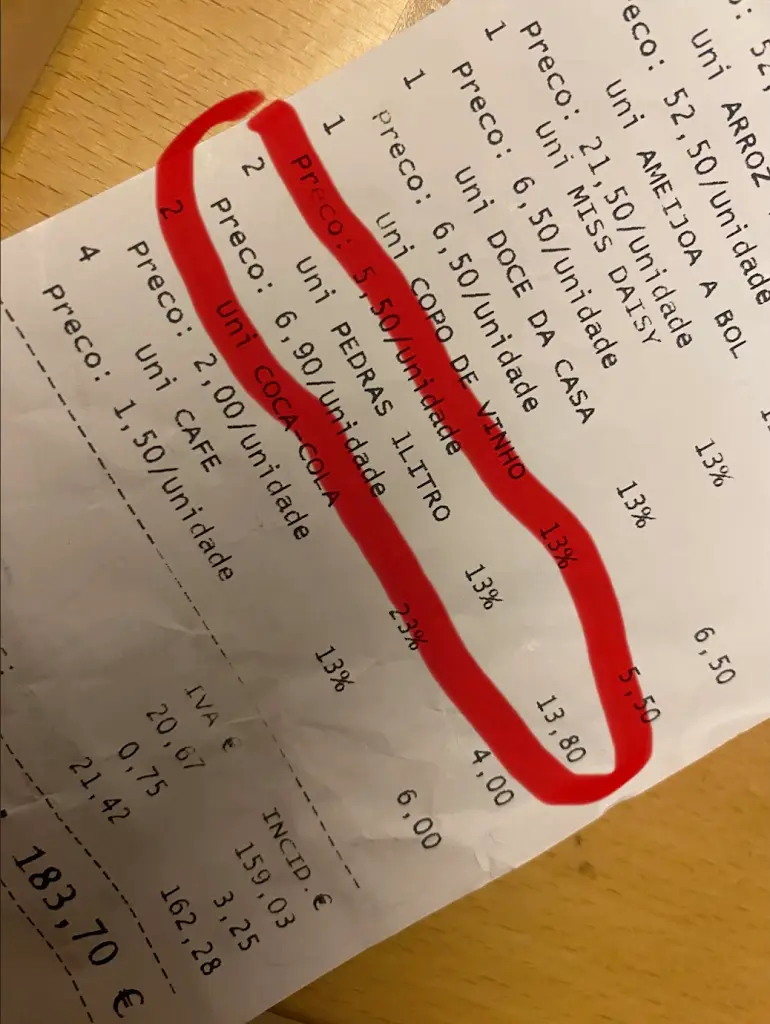 uni ARROZ
eco: 52,50/unidade
uni AMEIJOA A BOL
Preco: 21,50/unidade
1 uni MISS DAISY 13%
Preco: 6,50/unidade
1 uni DOCE DA CASA 13% 6,50
Preco: 6,50/unidade
1 uni COPO DE VINHO 13% 5,50
Preco: 5,50/unidade
2 uni PEDRAS 1LITRO 13% 13,80
Preco: 6,90/unidade
2 uni COCA-COLA 23% 4,00
Preco: 2,00/unidade
4 uni CAFE 13% 6,00
Preco: 1,50/unidade
IVA € INCID.€
20,67 159,03
0,75 3,25
21,42 162,28
183,70 €